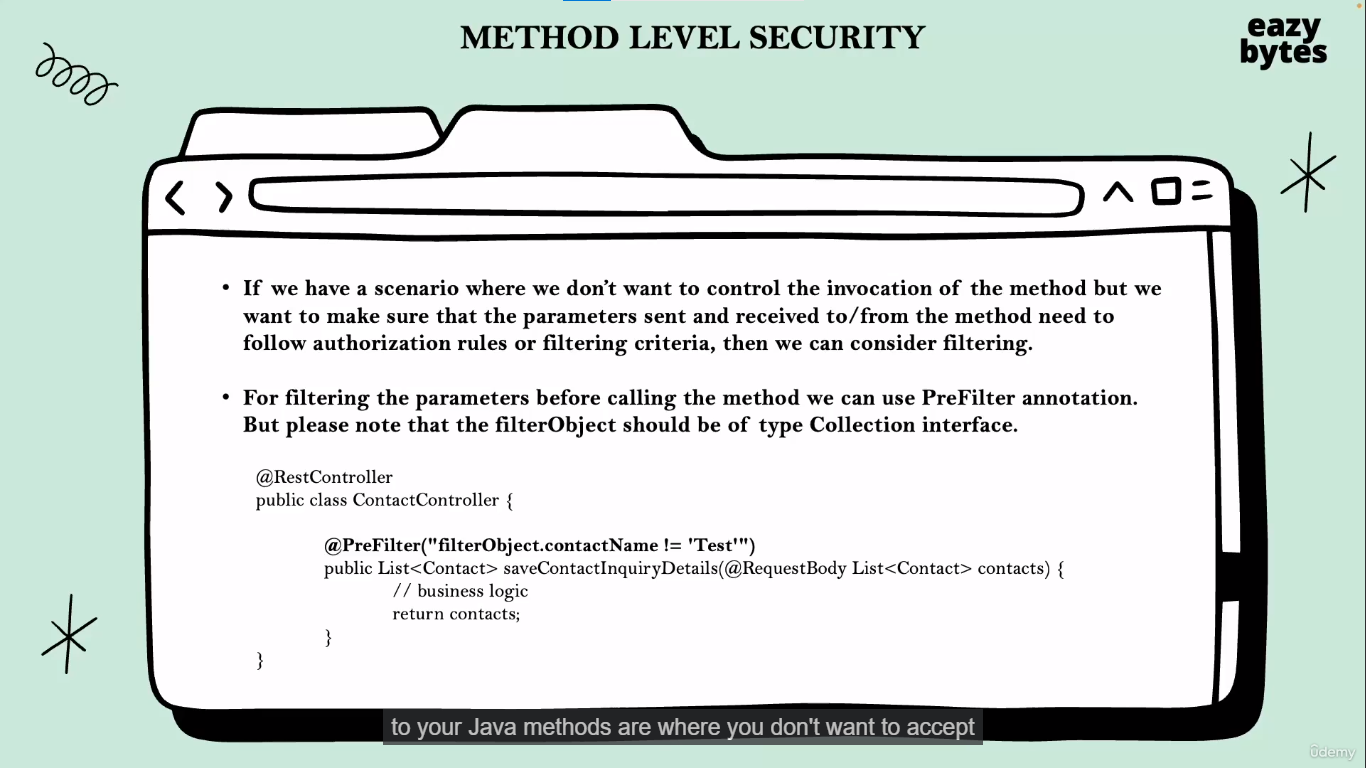 METHOD LEVEL SECURITY
eazy
bytes
• If we have a scenario where we don’t want to control the invocation of the method but we
want to make sure that the parameters sent and received to/from the method need to
follow authorization rules or filtering criteria, then we can consider filtering.
• For filtering the parameters before calling the method we can use PreFilter annotation.
But please note that the filterObject should be of type Collection interface.
@RestController
public class ContactController {
@PreFilter("filterObject.contactName != 'Test'")
public List<Contact> saveContactInquiryDetails(@RequestBody List<Contact> contacts) {
// business logic
return contacts;
}
}
to your Java methods are where you don't want to accept
ûdemy